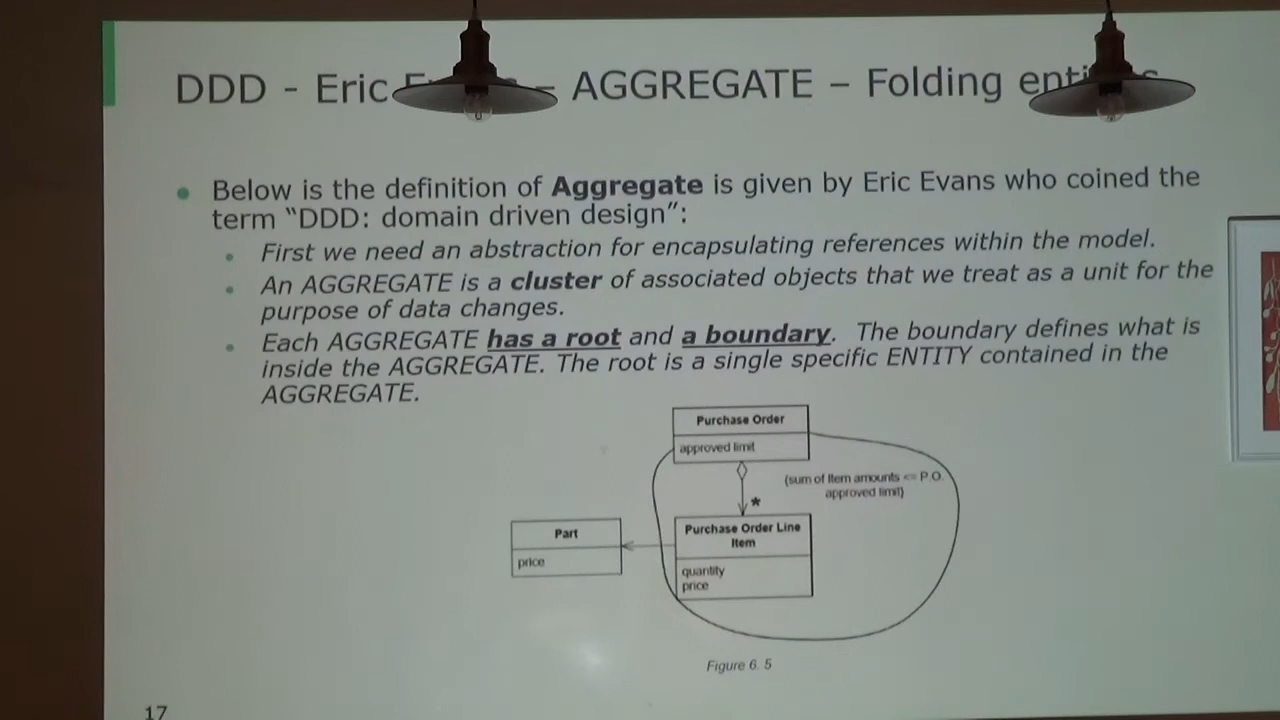 DDD - Eric – AGGREGATE – Folding
Below is the definition of Aggregate is given by Eric Evans who coined the
term “DDD: domain driven design”:
First we need an abstraction for encapsulating references within the model.
An AGGREGATE is a cluster of associated objects that we treat as a unit for the
purpose of data changes.
Each AGGREGATE has a root and a boundary. The boundary defines what is
inside the AGGREGATE. The root is a single specific ENTITY contained in the
AGGREGATE.
Purchase Order
approved limit
{sum of Item amounts <= P.O.
approved limit}
*
Part
price
Purchase Order Line
Item
quantity
price
Figure 6. 5
17